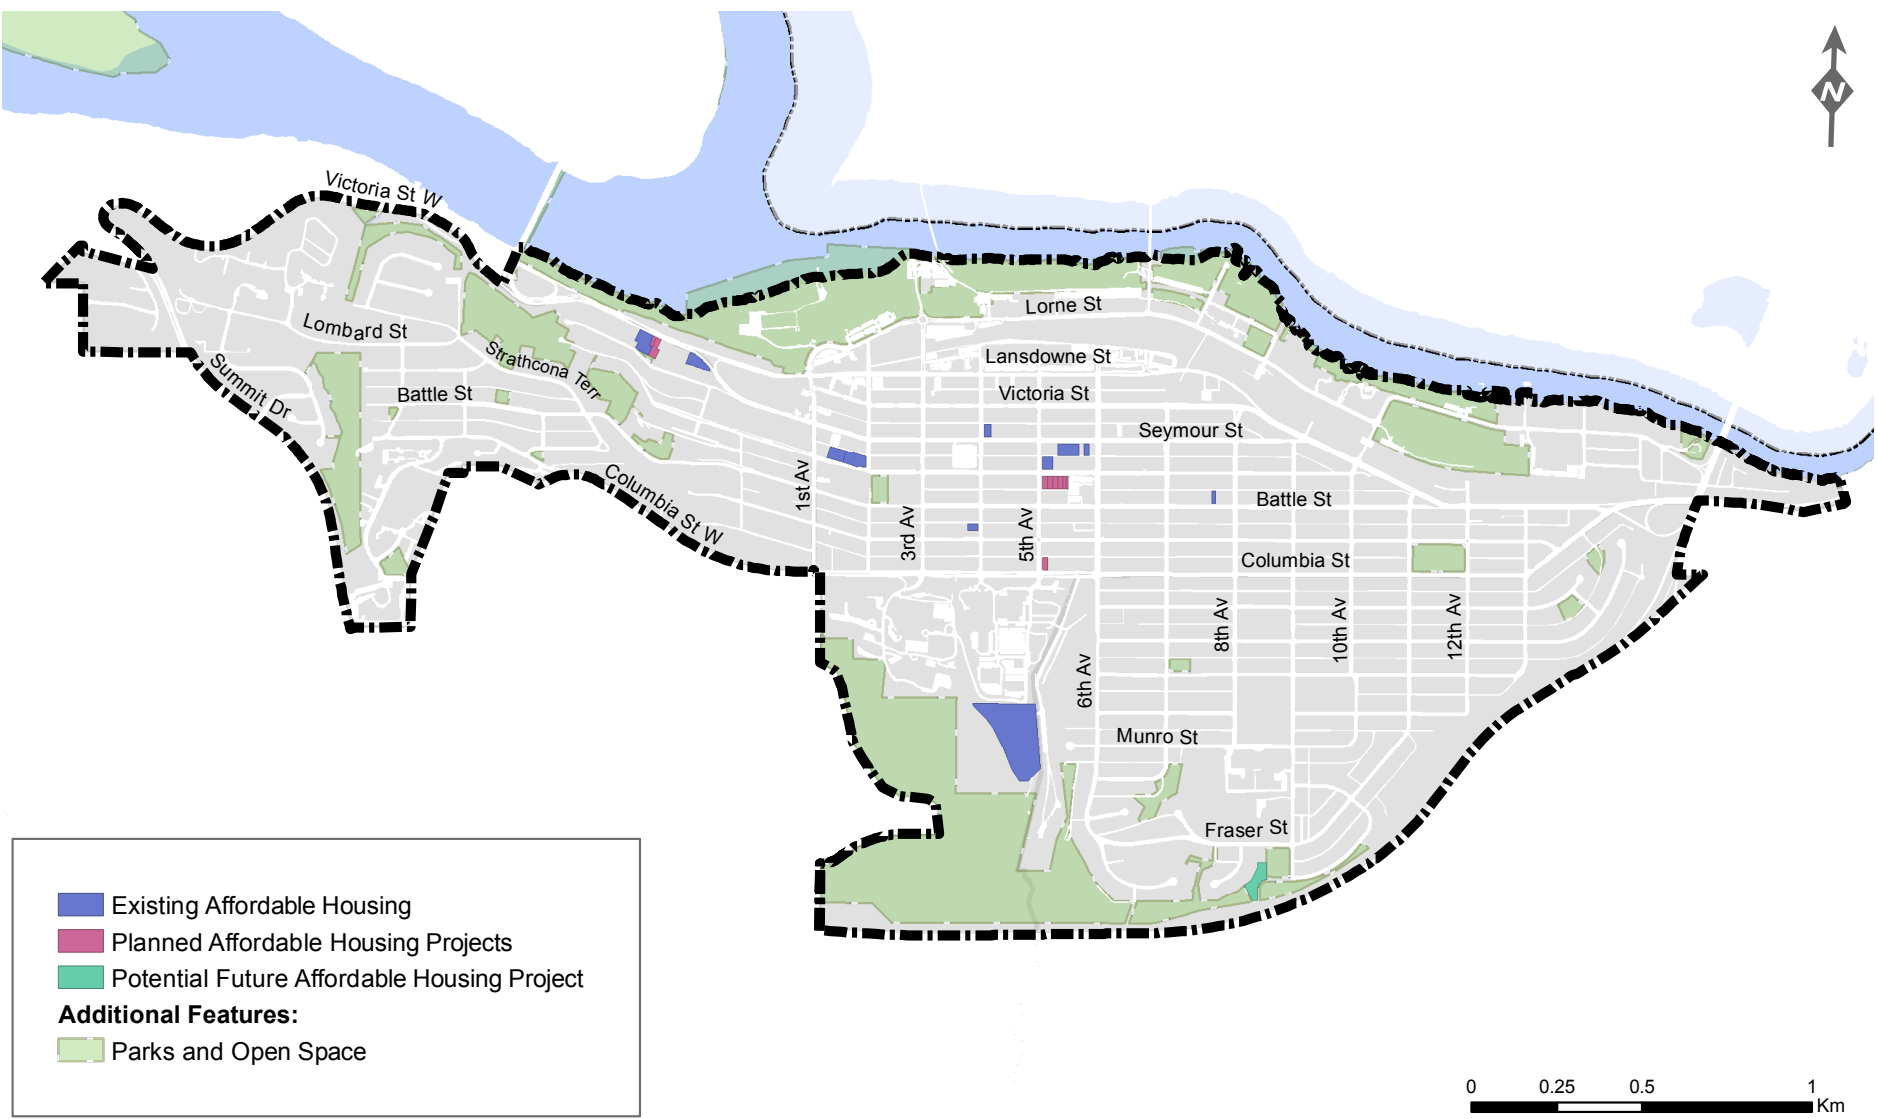 N
Victoria St W
Lorne St
Lombard St
Strathcona Terr
Lansdowne St
Summit Dr
Battle St
Victoria St
Seymour St
1st Av
Columbia St W
Battle St
3rd Av
5th Av
Columbia St
8th Av
10th Av
12th Av
6th Av
Munro St
Fraser St
Existing Affordable Housing
Planned Affordable Housing Projects
Potential Future Affordable Housing Project
Additional Features:
Parks and Open Space
0 0.25 0.5 1
Km